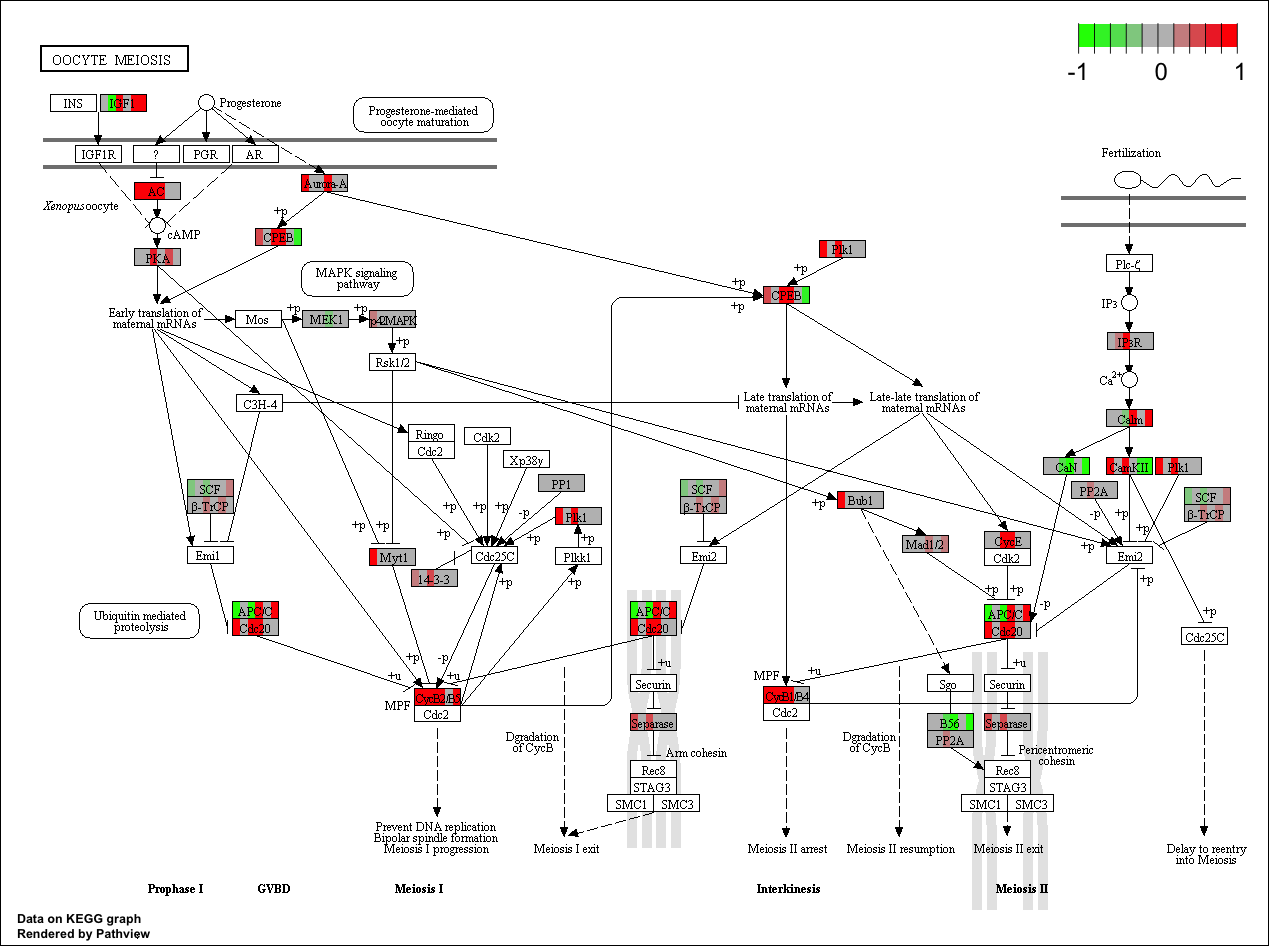 OOCYTE MEIOSIS
-1
0
1
INS
IGF1
Progesterone
Progesterone-mediated
oocyte maturation
IGF1R
?
PGR
AR
Fertilization
AC
Aurora-A
Xenopus oocyte
+p
cAMP
CPEB
PKA
Plk1
+p
Plc-ζ
MAPK signaling
pathway
+p
CPEB
+p
IP3
Early translation of
maternal mRNAs
Mos
+p
MEK1
+p
p42MAPK
+p
Rsk1/2
IP3R
Ca2+
C3H-4
Late translation of
maternal mRNAs
Late-late translation of
maternal mRNAs
Calm
Ringo
Cdc2
Cdk2
Xp38γ
CaN
CamKII
Plk1
SCF
β-TrCP
PP1
SCF
β-TrCP
PP2A
SCF
β-TrCP
+p
Bub1
+p
+p
+p
+p
-p
Plk1
-p
+p
+p
+p
+p
+p
+p
Mad1/2
CycE
Cdk2
+p
Emi1
Myt1
Cdc25C
Plkk1
Emi2
Emi2
14-3-3
+p
+p
+p
+p
+p
Ubiquitin mediated
proteolysis
APC/C
Cdc20
APC/C
Cdc20
APC/C
Cdc20
-p
+p
Cdc25C
+p
-p
+u
+u
+u
+u
MPF
CycB2/B5
Cdc2
Securin
MPF
CycB1/B4
Cdc2
Sgo
Securin
Separase
B56
PP2A
Separase
Dgradation
of CycB
Arm cohesin
Dgradation
of CycB
Pericentromeric
cohesin
Rec8
STAG3
SMC1
SMC3
Rec8
STAG3
SMC1
SMC3
Prevent DNA replication
Bipolar spindle formation
Meiosis I progression
Meiosis I exit
Meiosis II arrest
Meiosis II resumption
Meiosis II exit
Delay to reentry
into Meiosis
Prophase I
GVBD
Meiosis I
Interkinesis
Meiosis II
Data on KEGG graph
Rendered by Pathview